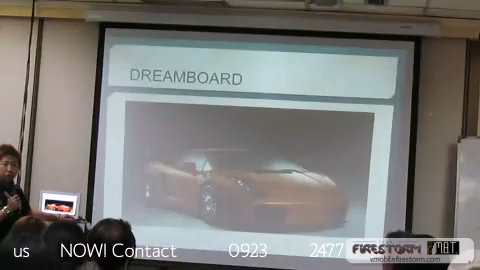 DREAMBOARD
us NOW! Contact 0923 2477
FIRESTORM
vmobilefirestorm.com